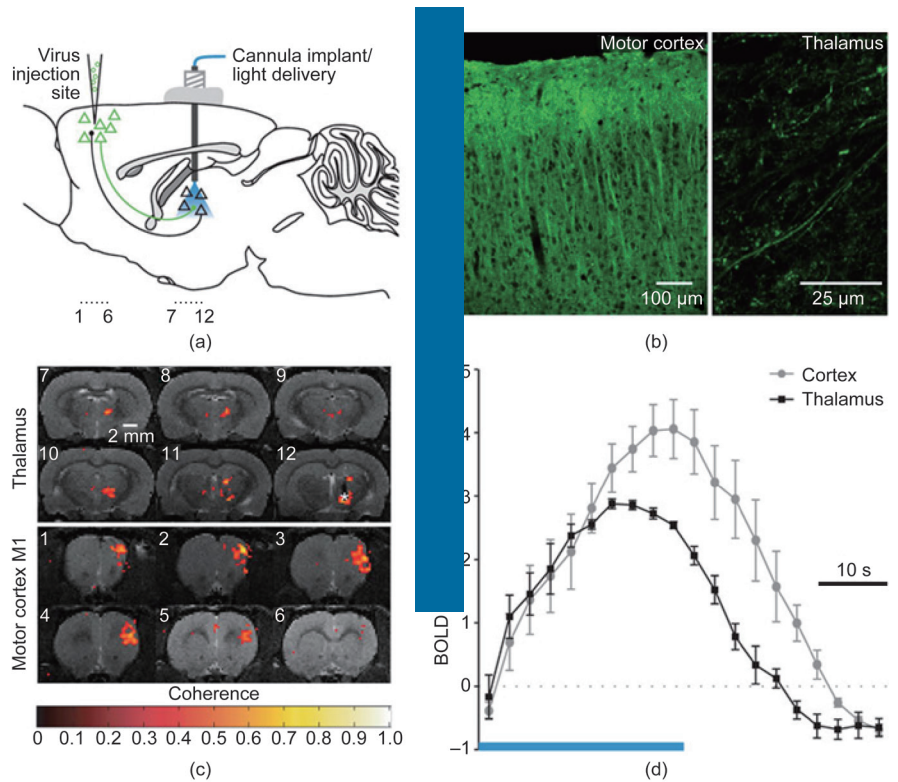 Virus
injection
site
Cannula implant/
light delivery
1 6 7 12
(a)
Motor cortex
Thalamus
100 µm
25 µm
(b)
Thalamus
7 8 9
2 mm
10 11 12
*
Motor cortex M1
1 2 3
4 5 6
Coherence
0 0.1 0.2 0.3 0.4 0.5 0.6 0.7 0.8 0.9 1.0
(c)
BOLD
5
4
3
2
1
0
–1
Cortex
Thalamus
10 s
(d)